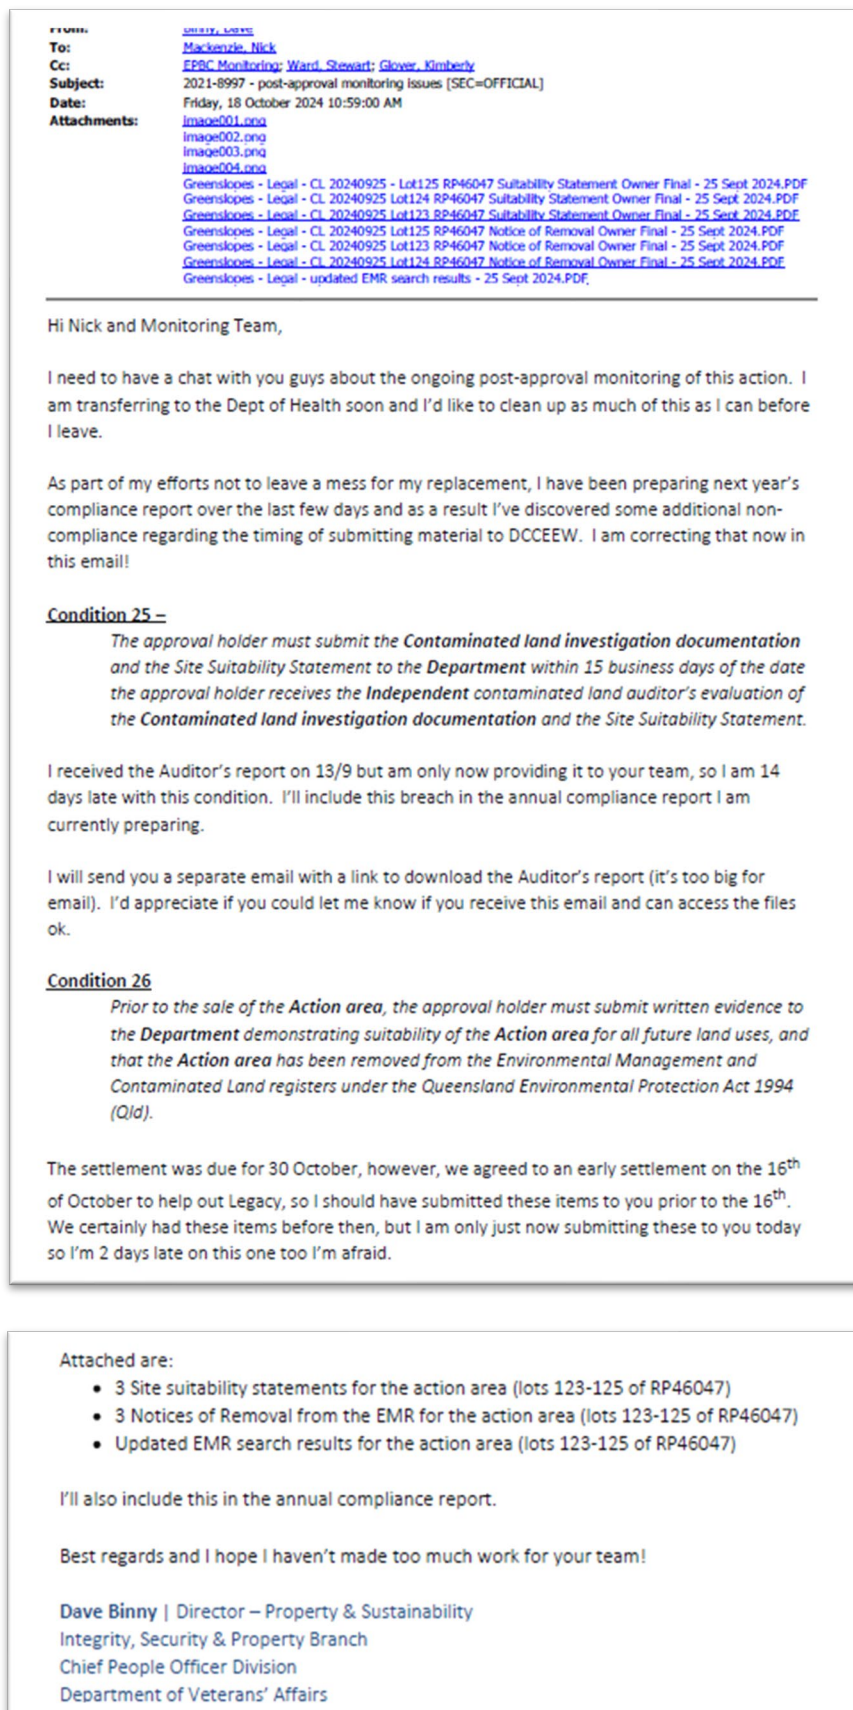 From: Binny, Dave
To: Mackenzie, Nick
Cc: EPBC Monitoring; Ward, Stewart; Glover, Kimberly
Subject: 2021-8997 - post-approval monitoring issues [SEC=OFFICIAL]
Date: Friday, 18 October 2024 10:59:00 AM
Attachments: image001.png
image002.png
image003.png
image004.png
Greenslopes - Legal - CL 20240925 - Lot125 RP46047 Suitability Statement Owner Final - 25 Sept 2024.PDF
Greenslopes - Legal - CL 20240925 Lot124 RP46047 Suitability Statement Owner Final - 25 Sept 2024.PDF
Greenslopes - Legal - CL 20240925 Lot123 RP46047 Suitability Statement Owner Final - 25 Sept 2024.PDF
Greenslopes - Legal - CL 20240925 Lot125 RP46047 Notice of Removal Owner Final - 25 Sept 2024.PDF
Greenslopes - Legal - CL 20240925 Lot123 RP46047 Notice of Removal Owner Final - 25 Sept 2024.PDF
Greenslopes - Legal - CL 20240925 Lot124 RP46047 Notice of Removal Owner Final - 25 Sept 2024.PDF
Greenslopes - Legal - updated EMR search results - 25 Sept 2024.PDF
Hi Nick and Monitoring Team,
I need to have a chat with you guys about the ongoing post-approval monitoring of this action. I
am transferring to the Dept of Health soon and I'd like to clean up as much of this as I can before
I leave.
As part of my efforts not to leave a mess for my replacement, I have been preparing next year's
compliance report over the last few days and as a result I've discovered some additional non-
compliance regarding the timing of submitting material to DCCEEW. I am correcting that now in
this email!
Condition 25 –
The approval holder must submit the Contaminated land investigation documentation
and the Site Suitability Statement to the Department within 15 business days of the date
the approval holder receives the Independent contaminated land auditor's evaluation of
the Contaminated land investigation documentation and the Site Suitability Statement.
I received the Auditor's report on 13/9 but am only now providing it to your team, so I am 14
days late with this condition. I'll include this breach in the annual compliance report I am
currently preparing.
I will send you a separate email with a link to download the Auditor's report (it's too big for
email). I'd appreciate if you could let me know if you receive this email and can access the files
ok.
Condition 26
Prior to the sale of the Action area, the approval holder must submit written evidence to
the Department demonstrating suitability of the Action area for all future land uses, and
that the Action area has been removed from the Environmental Management and
Contaminated Land registers under the Queensland Environmental Protection Act 1994
(Qld).
The settlement was due for 30 October, however, we agreed to an early settlement on the 16th
of October to help out Legacy, so I should have submitted these items to you prior to the 16th.
We certainly had these items before then, but I am only just now submitting these to you today
so I'm 2 days late on this one too I'm afraid.
Attached are:
• 3 Site suitability statements for the action area (lots 123-125 of RP46047)
• 3 Notices of Removal from the EMR for the action area (lots 123-125 of RP46047)
• Updated EMR search results for the action area (lots 123-125 of RP46047)
I'll also include this in the annual compliance report.
Best regards and I hope I haven't made too much work for your team!
Dave Binny | Director – Property & Sustainability
Integrity, Security & Property Branch
Chief People Officer Division
Department of Veterans' Affairs